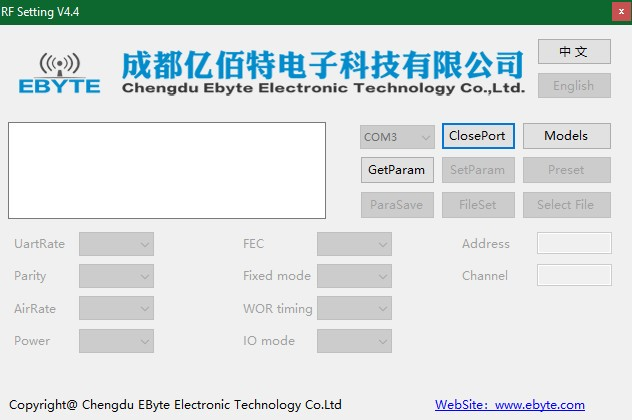 RF Setting V4.4
x
EBYTE
成都亿佰特电子科技有限公司
Chengdu Ebyte Electronic Technology Co.,Ltd.
中 文
English
COM3
ClosePort
Models
GetParam
SetParam
Preset
ParaSave
FileSet
Select File
UartRate
FEC
Address
Parity
Fixed mode
Channel
AirRate
WOR timing
Power
IO mode
Copyright@ Chengdu EByte Electronic Technology Co.Ltd
WebSite: www.ebyte.com